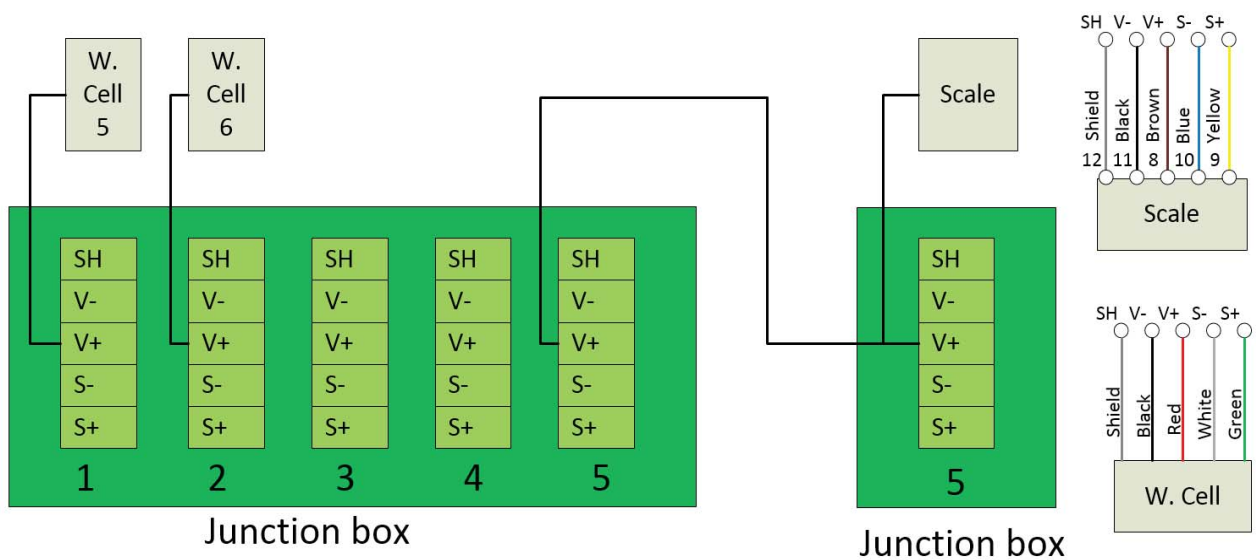 W.
Cell
5
W.
Cell
6
Scale
SH V- V+ S- S+
Shield
Black
Brown
Blue
Yellow
12 11 8 10 9
Scale
SH
V-
V+
S-
S+
1
SH
V-
V+
S-
S+
2
SH
V-
V+
S-
S+
3
SH
V-
V+
S-
S+
4
SH
V-
V+
S-
S+
5
Junction box
SH
V-
V+
S-
S+
5
Junction box
SH V- V+ S- S+
Shield
Black
Red
White
Green
W. Cell